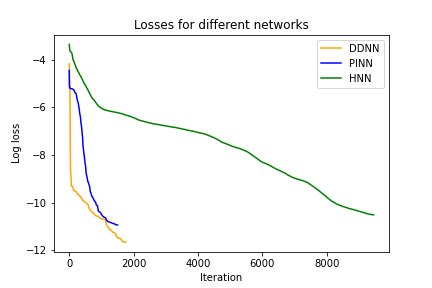 Losses for different networks
DDNN
PINN
HNN
Log loss
−4
−6
−8
−10
−12
0
2000
4000
6000
8000
Iteration